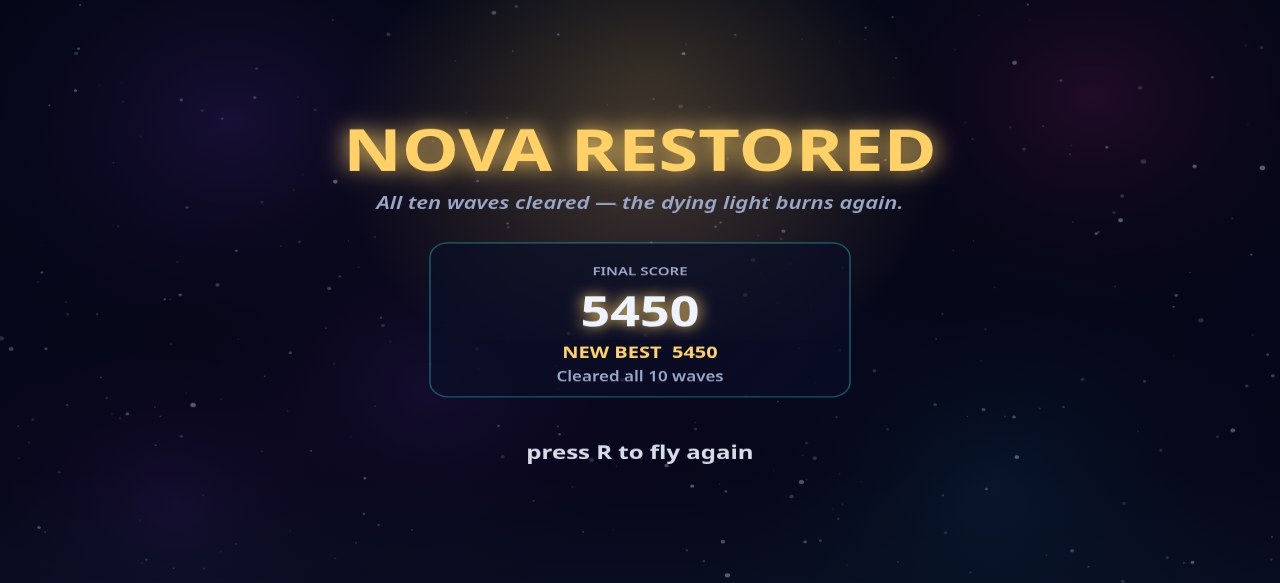 NOVA RESTORED
All ten waves cleared — the dying light burns again.
FINAL SCORE
5450
NEW BEST  5450
Cleared all 10 waves
press R to fly again